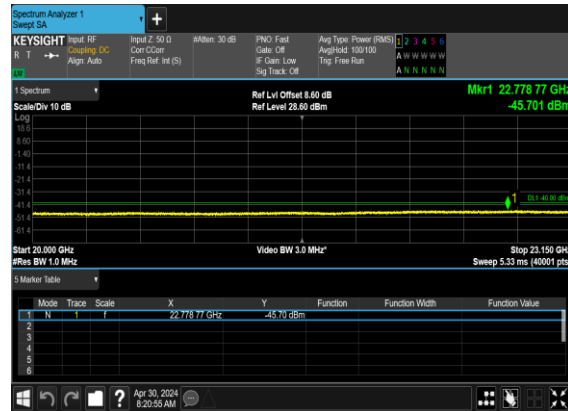 Spectrum Analyzer 1
Swept SA
KEYSIGHT
R T
LW
Input: RF
Coupling: DC
Align: Auto
Input Z: 50 Ω
Corr CCorr
Freq Ref: Int (S)
#Atten: 30 dB
PNO: Fast
Gate: Off
IF Gain: Low
Sig Track: Off
Avg Type: Power (RMS)
Avg|Hold: 100/100
Trig: Free Run
1 2 3 4 5 6
A W W W W W
A N N N N N
1 Spectrum
Scale/Div 10 dB
Log
Ref Lvl Offset 8.60 dB
Ref Level 28.60 dBm
Mkr1 22.778 77 GHz
-45.701 dBm
18.6
8.60
-1.40
-11.4
-21.4
-31.4
-41.4
-51.4
-61.4
1
DL1 -40.00 dBm
Start 20.000 GHz
#Res BW 1.0 MHz
Video BW 3.0 MHz*
Stop 23.150 GHz
Sweep 5.33 ms (40001 pts)
5 Marker Table
Mode Trace Scale X Y Function Function Width Function Value
1 N 1 f 22.778 77 GHz -45.70 dBm
2
3
4
5
6
?
Apr 30, 2024
8:20:55 AM